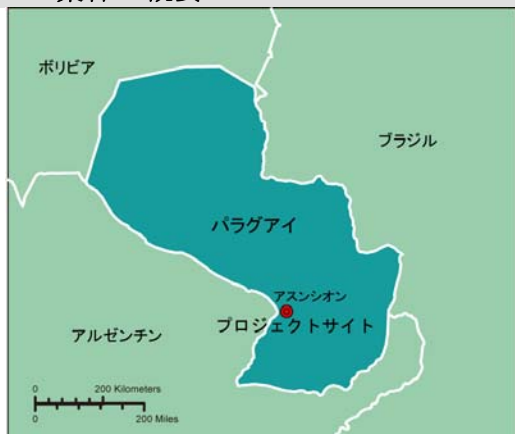 ボリビア
ブラジル
パラグアイ
アスンシオン
プロジェクトサイト
アルゼンチン
0 200 Kilometers
0 200 Miles